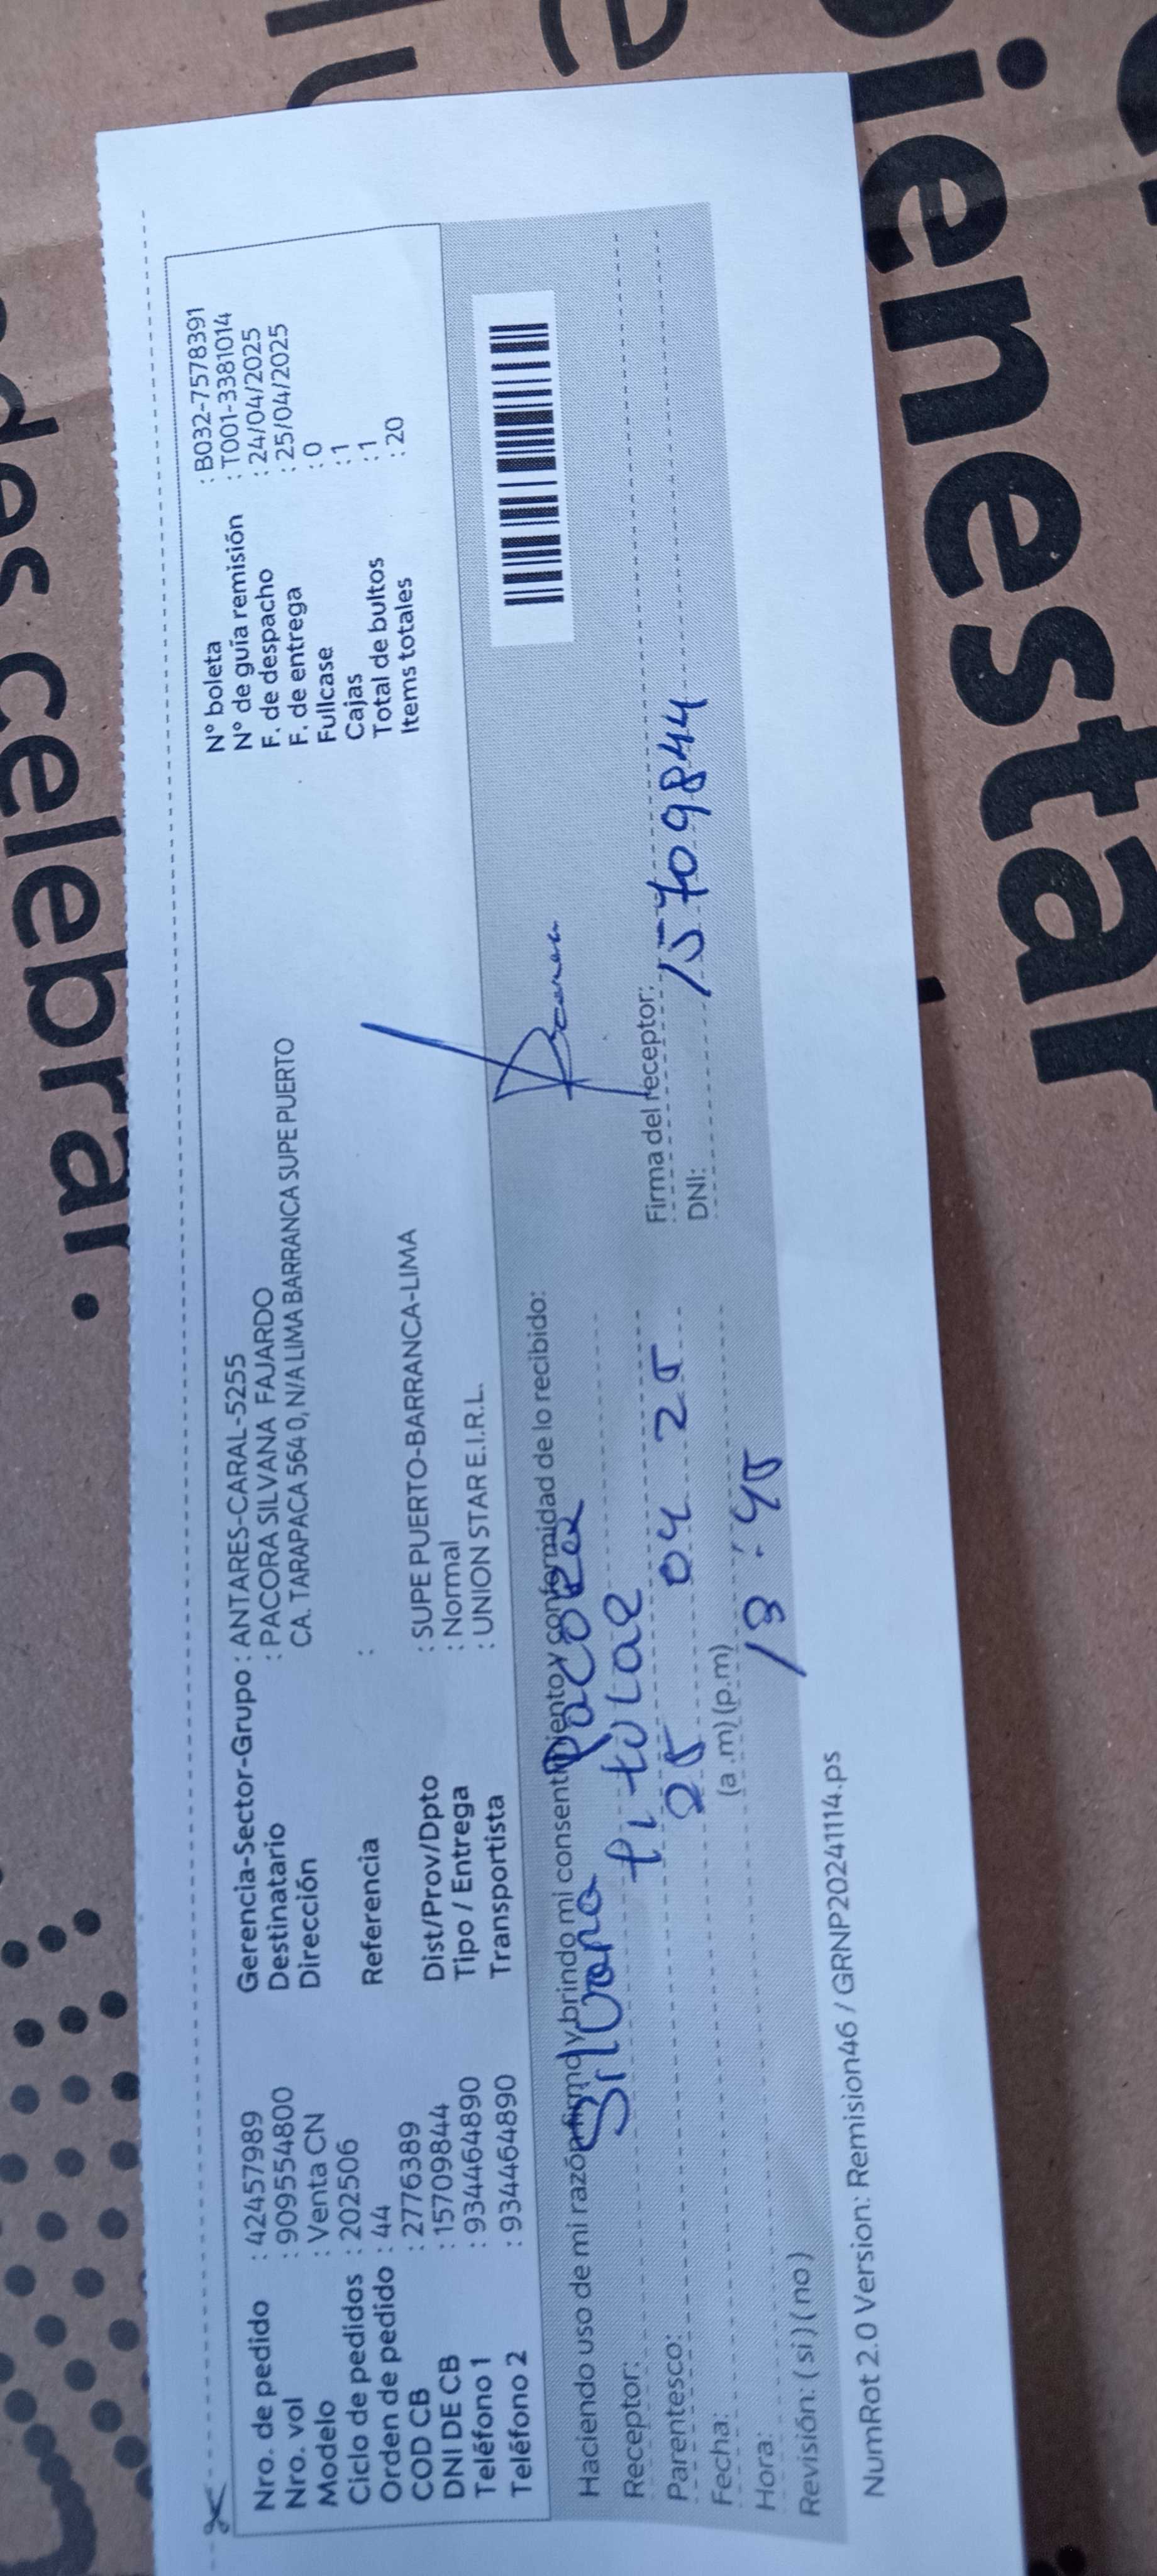 des celebrar.
Nro. de pedido : 42457989
Nro. vol : 909554800
Modelo : Venta CN
Ciclo de pedidos : 202506
Orden de pedido : 44
COD CB : 2776389
DNI DE CB : 15709844
Teléfono 1 : 934464890
Teléfono 2 : 934464890
Gerencia-Sector-Grupo : ANTARES-CARAL-5255
Destinatario : PACORA SILVANA FAJARDO
Dirección CA. TARAPACA 564 0, N/A LIMA BARRANCA SUPE PUERTO
Referencia :
Dist/Prov/Dpto : SUPE PUERTO-BARRANCA-LIMA
Tipo / Entrega : Normal
Transportista : UNION STAR E.I.R.L.
N° boleta : B032-7578391
N° de guía remisión : T001-3381014
F. de despacho : 24/04/2025
F. de entrega : 25/04/2025
Fullcase : 0
Cajas : 1
Total de bultos : 1
Items totales : 20
Haciendo uso de mi razón firmo y brindo mi consentimiento y conformidad de lo recibido:
Receptor: Silvana Pacora
Parentesco: titular
Fecha: 25 04 25
Hora: (a.m) (p.m) 13:45
Revisión: ( si ) ( no )
Firma del receptor:
DNI: 15709844
NumRot 2.0 Version: Remision46 / GRNP20241114.ps
bienestar